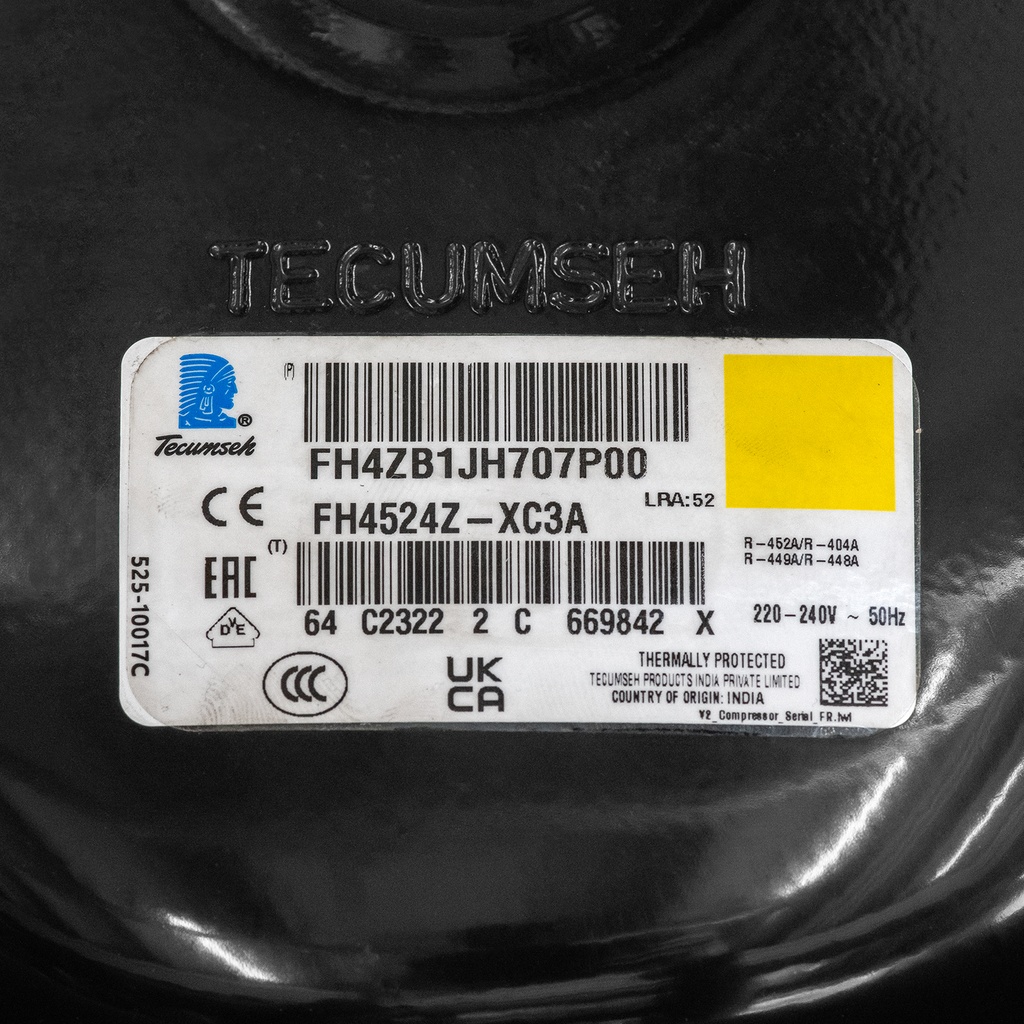 TECUMSEH
®
Tecumseh
(P)
FH4ZB1JH707P00
LRA:52
FH4524Z-XC3A
CE
(T)
R-452A/R-404A
R-449A/R-448A
EAC
64 C2322 2 C 669842 X
220-240V ~ 50Hz
DVE
525-10017C
CCC
UK
CA
THERMALLY PROTECTED
TECUMSEH PRODUCTS INDIA PRIVATE LIMITED
COUNTRY OF ORIGIN: INDIA
V2_Compressor_Serial_FR.lwl